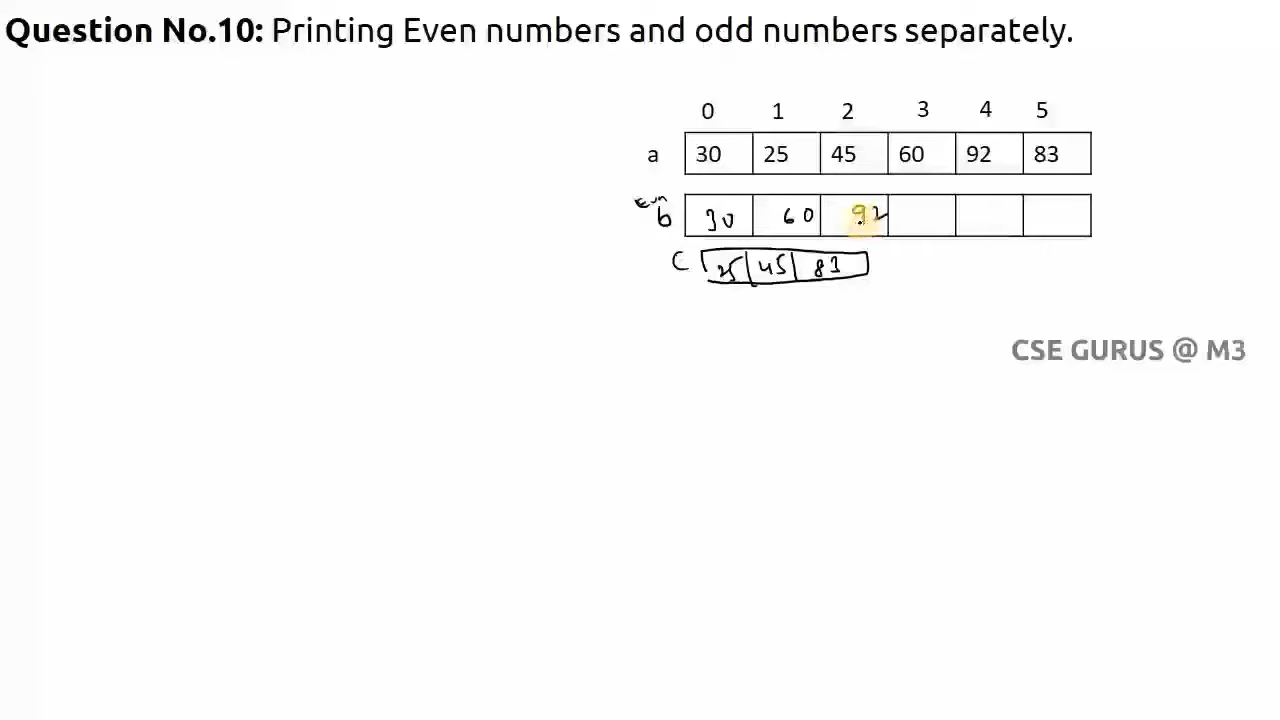 Question No.10: Printing Even numbers and odd numbers separately.
0 1 2 3 4 5
a 30 25 45 60 92 83
Evn
b 30 60 92
C 25 45 83
CSE GURUS @ M3